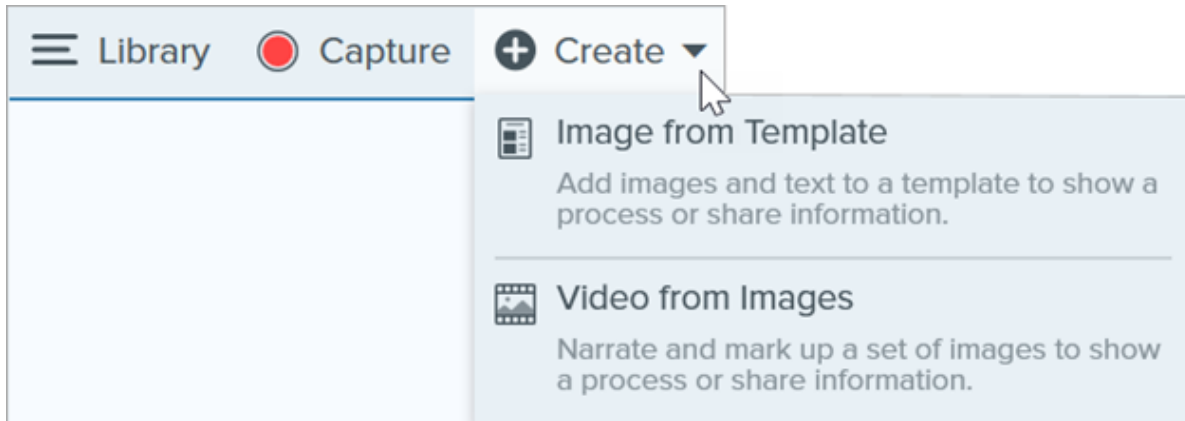 Library Capture Create
Image from Template
Add images and text to a template to show a
process or share information.
Video from Images
Narrate and mark up a set of images to show
a process or share information.